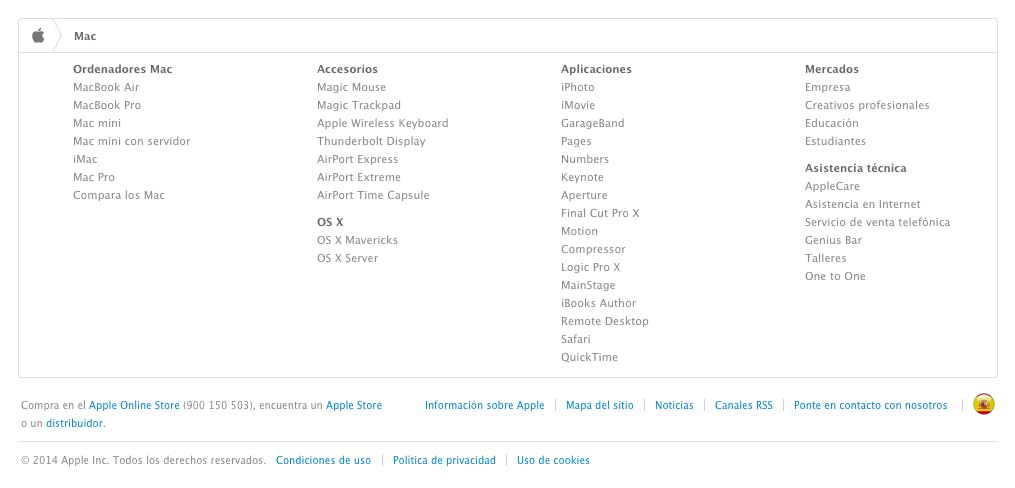 Mac
Ordenadores Mac
MacBook Air
MacBook Pro
Mac mini
Mac mini con servidor
iMac
Mac Pro
Compara los Mac
Accesorios
Magic Mouse
Magic Trackpad
Apple Wireless Keyboard
Thunderbolt Display
AirPort Express
AirPort Extreme
AirPort Time Capsule
OS X
OS X Mavericks
OS X Server
Aplicaciones
iPhoto
iMovie
GarageBand
Pages
Numbers
Keynote
Aperture
Final Cut Pro X
Motion
Compressor
Logic Pro X
MainStage
iBooks Author
Remote Desktop
Safari
QuickTime
Mercados
Empresa
Creativos profesionales
Educación
Estudiantes
Asistencia técnica
AppleCare
Asistencia en Internet
Servicio de venta telefónica
Genius Bar
Talleres
One to One
Compra en el Apple Online Store (900 150 503), encuentra un Apple Store
o un distribuidor.
Información sobre Apple | Mapa del sitio | Noticias | Canales RSS | Ponte en contacto con nosotros |
© 2014 Apple Inc. Todos los derechos reservados. Condiciones de uso | Política de privacidad | Uso de cookies